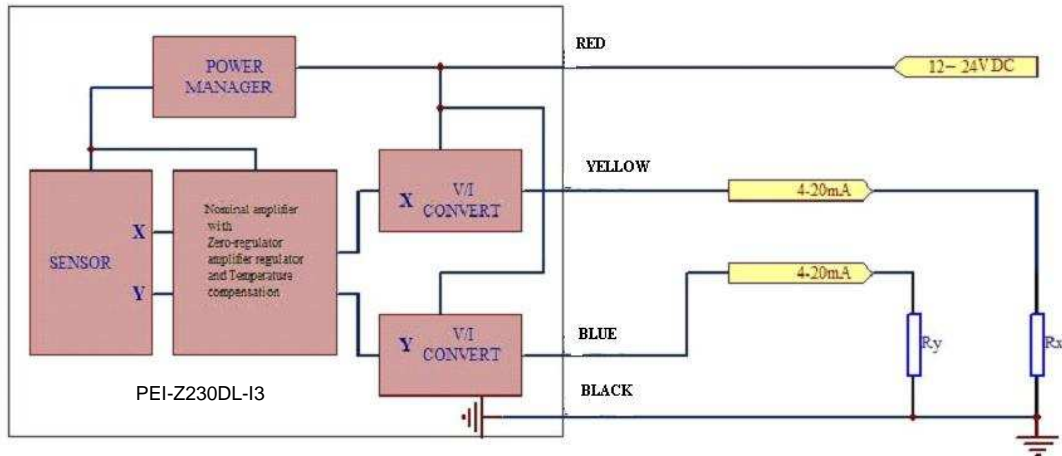 RED
POWER
MANAGER
12- 24VDC
YELLOW
X V/I
CONVERT
4-20mA
Nominal amplifier
with
Zero-regulator
amplifier regulator
and Temperature
compensation
X
SENSOR
Y
4-20mA
Y V/I
CONVERT
BLUE
Ry
Rx
BLACK
PEI-Z230DL-I3